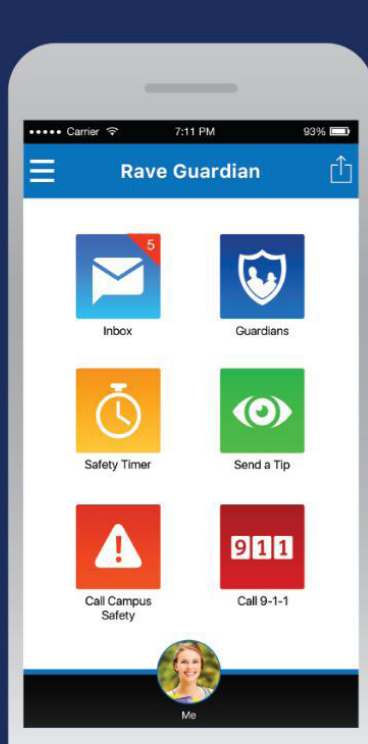 ••••• Carrier 7:11 PM 93%
Rave Guardian
5
Inbox Guardians
Safety Timer Send a Tip
911
Call Campus
Safety
Call 9-1-1
Me